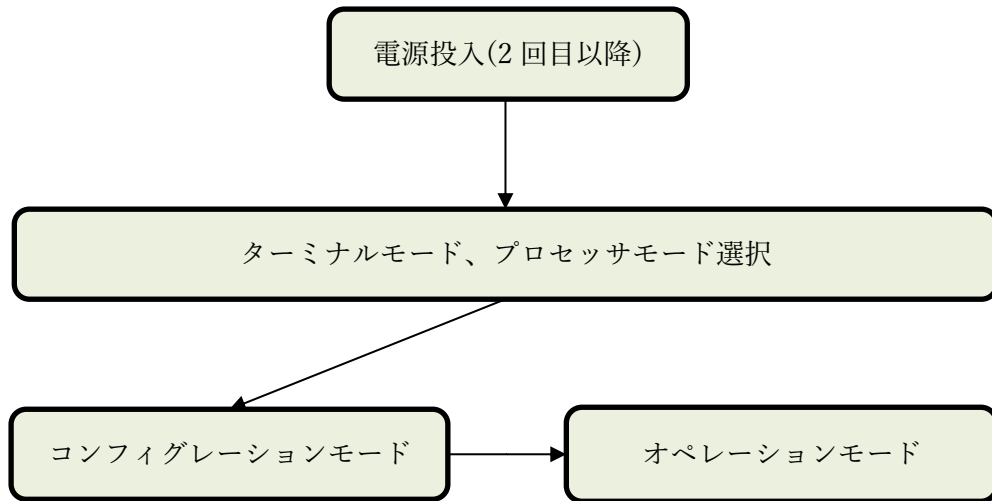 電源投入(2 回目以降)
ターミナルモード、プロセッサモード選択
コンフィグレーションモード
オペレーションモード